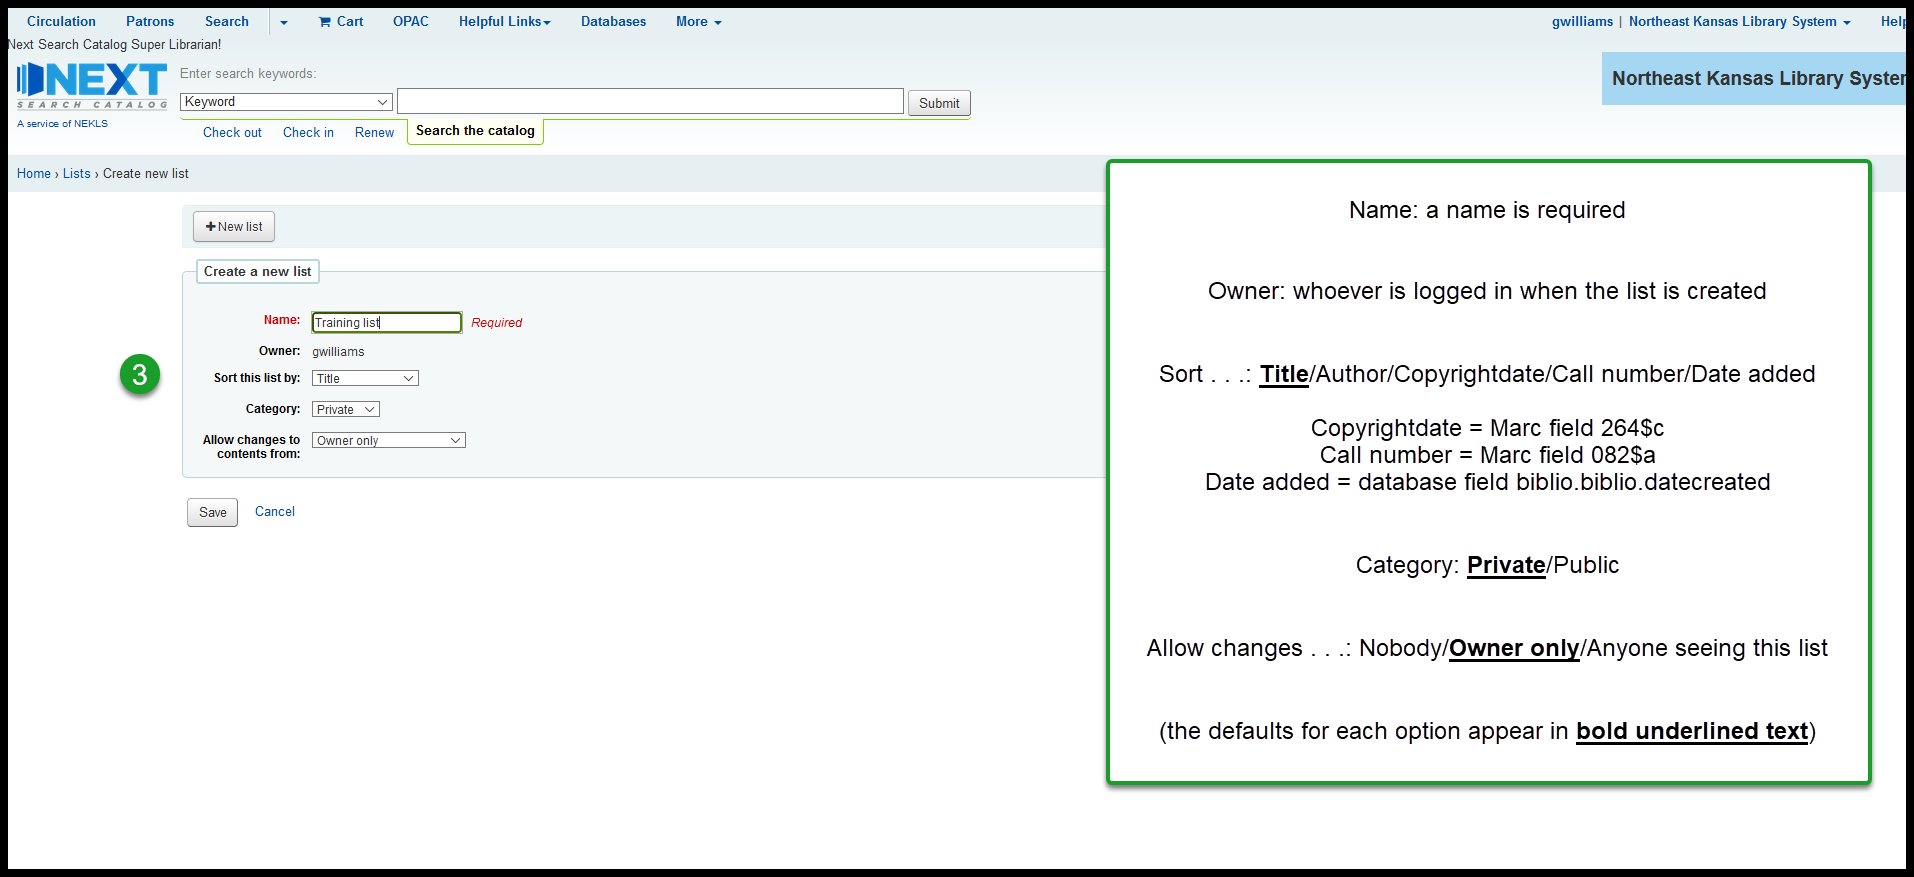 Circulation Patrons Search Cart OPAC Helpful Links Databases More gwilliams | Northeast Kansas Library System Help
Next Search Catalog Super Librarian!
NEXT
SEARCH CATALOG
A service of NEKLS
Enter search keywords:
Keyword Submit
Check out Check in Renew Search the catalog
Northeast Kansas Library System
Home › Lists › Create new list
+ New list
Create a new list
Name: Training list Required
Owner: gwilliams
3
Sort this list by: Title
Category: Private
Allow changes to
contents from: Owner only
Save Cancel
Name: a name is required
Owner: whoever is logged in when the list is created
Sort . . .: Title/Author/Copyrightdate/Call number/Date added
Copyrightdate = Marc field 264$c
Call number = Marc field 082$a
Date added = database field biblio.biblio.datecreated
Category: Private/Public
Allow changes . . .: Nobody/Owner only/Anyone seeing this list
(the defaults for each option appear in bold underlined text)